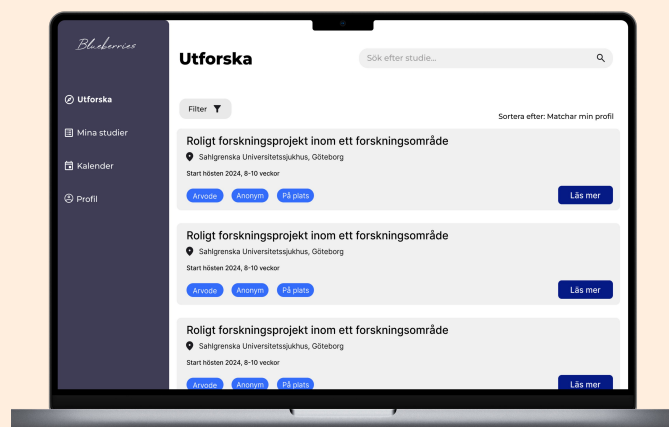 Blueberries
Utforska
Sök efter studie...
Utforska
Mina studier
Kalender
Profil
Filter
Sortera efter: Matchar min profil
Roligt forskningsprojekt inom ett forskningsområde
Sahlgrenska Universitetssjukhus, Göteborg
Start hösten 2024, 8-10 veckor
Arvode Anonym På plats Läs mer
Roligt forskningsprojekt inom ett forskningsområde
Sahlgrenska Universitetssjukhus, Göteborg
Start hösten 2024, 8-10 veckor
Arvode Anonym På plats Läs mer
Roligt forskningsprojekt inom ett forskningsområde
Sahlgrenska Universitetssjukhus, Göteborg
Start hösten 2024, 8-10 veckor
Arvode Anonym På plats Läs mer